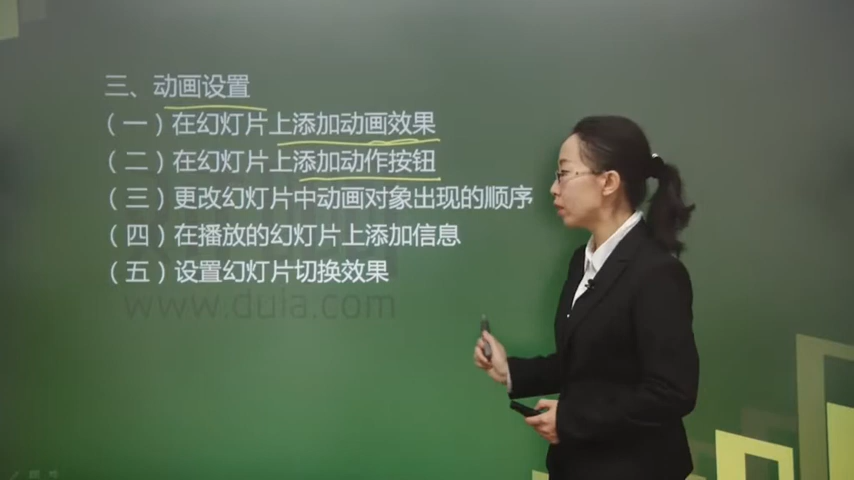 三、动画设置
（一）在幻灯片上添加动画效果
（二）在幻灯片上添加动作按钮
（三）更改幻灯片中动画对象出现的顺序
（四）在播放的幻灯片上添加信息
（五）设置幻灯片切换效果
www.duia.com